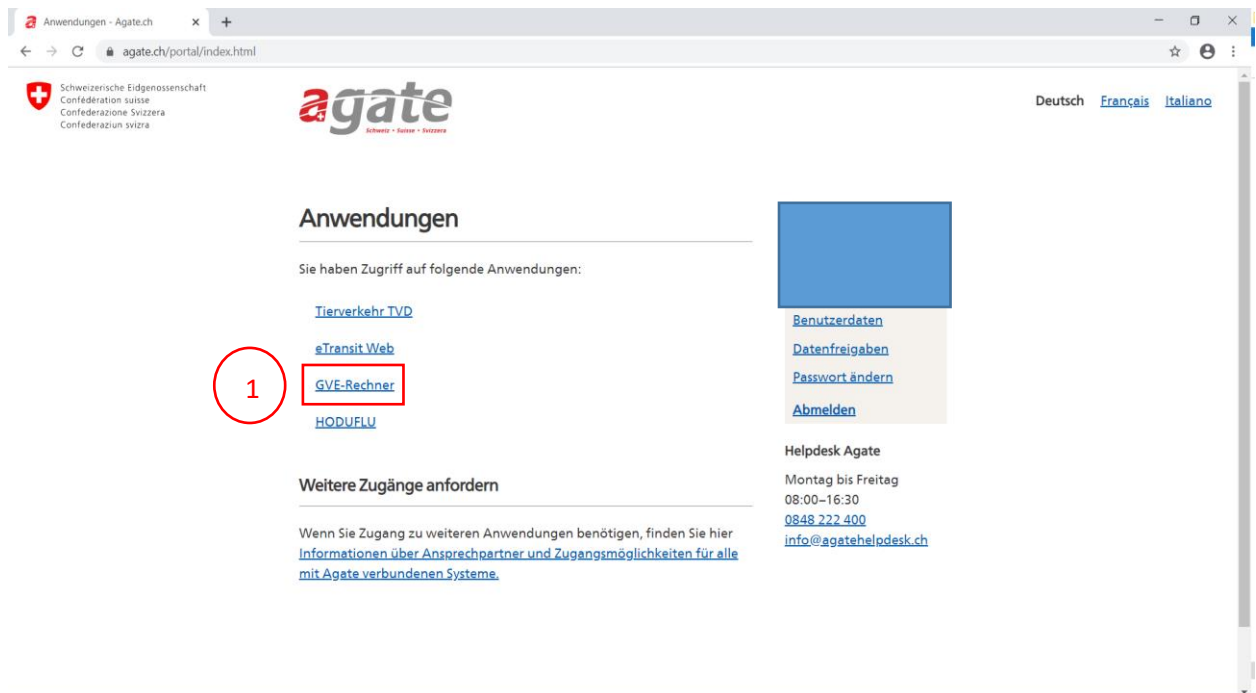 Anwendungen - Agate.ch
agate.ch/portal/index.html
Schweizerische Eidgenossenschaft
Confédération suisse
Confederazione Svizzera
Confederaziun svizra
agate
Schweiz • Suisse • Svizzera
Deutsch Français Italiano
Anwendungen
Sie haben Zugriff auf folgende Anwendungen:
Tierverkehr TVD
eTransit Web
1
GVE-Rechner
HODUFLU
Weitere Zugänge anfordern
Wenn Sie Zugang zu weiteren Anwendungen benötigen, finden Sie hier
Informationen über Ansprechpartner und Zugangsmöglichkeiten für alle
mit Agate verbundenen Systeme.
Benutzerdaten
Datenfreigaben
Passwort ändern
Abmelden
Helpdesk Agate
Montag bis Freitag
08:00–16:30
0848 222 400
info@agatehelpdesk.ch